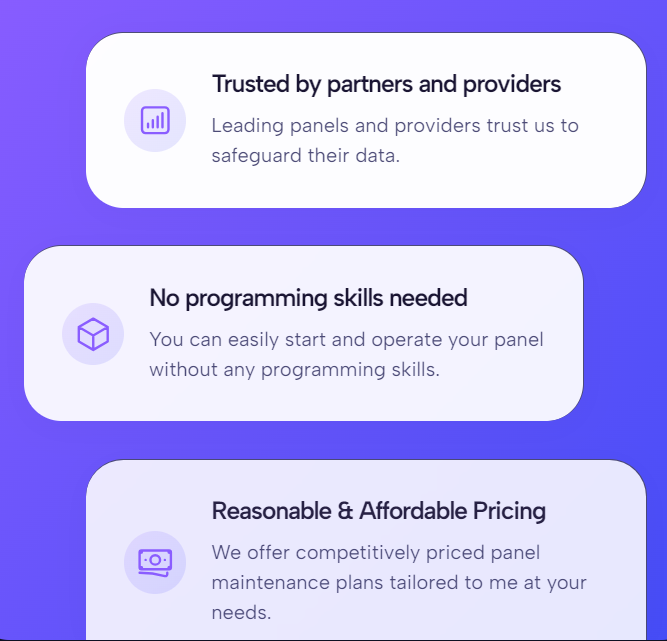 Trusted by partners and providers
Leading panels and providers trust us to
safeguard their data.
No programming skills needed
You can easily start and operate your panel
without any programming skills.
Reasonable & Affordable Pricing
We offer competitively priced panel
maintenance plans tailored to me at your
needs.